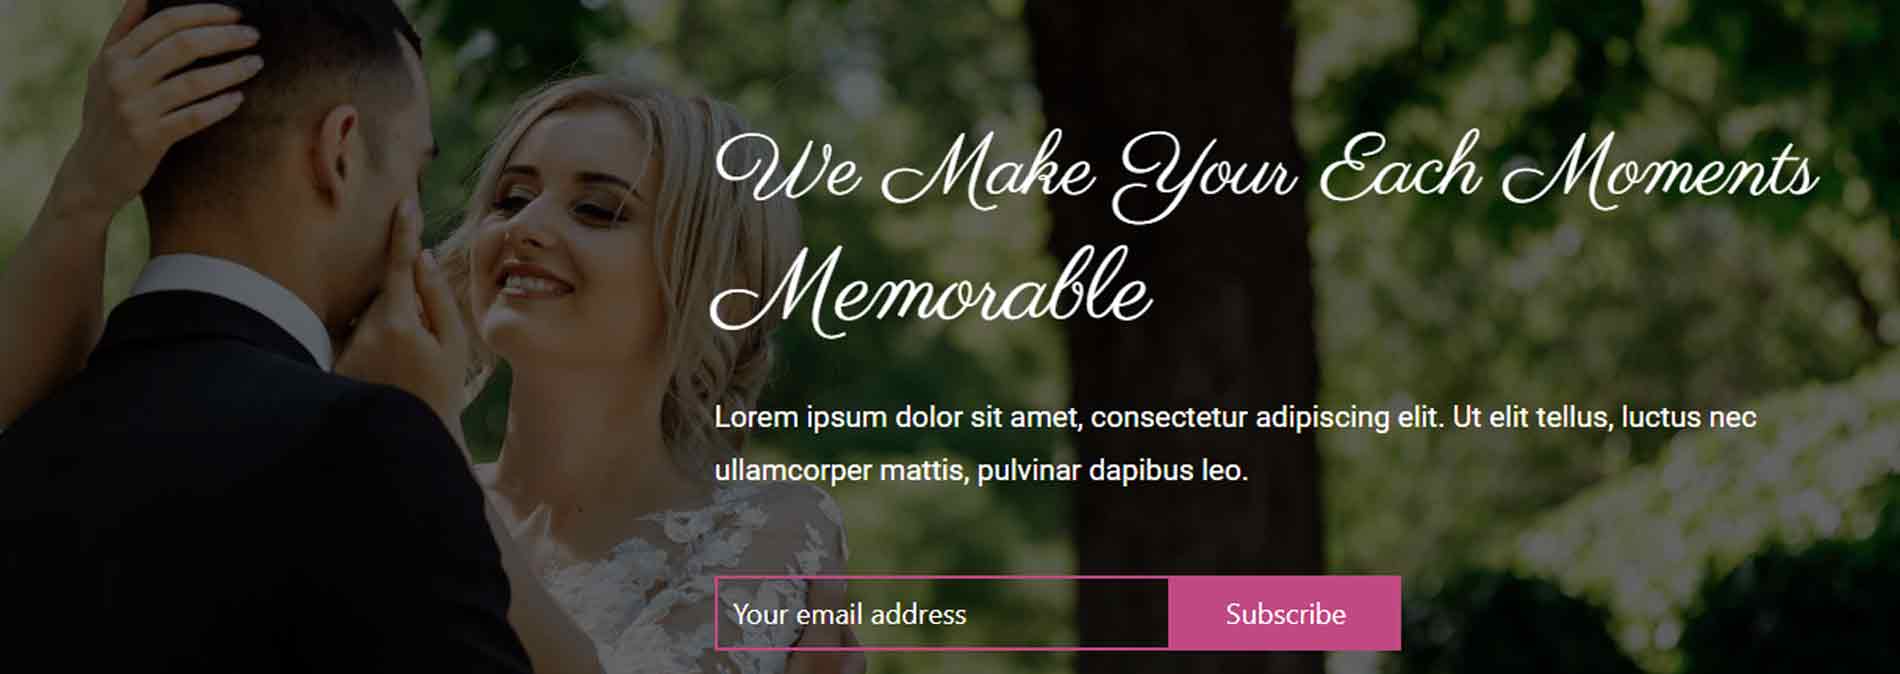 We Make Your Each Moments
Memorable
Lorem ipsum dolor sit amet, consectetur adipiscing elit. Ut elit tellus, luctus nec
ullamcorper mattis, pulvinar dapibus leo.
Your email address Subscribe